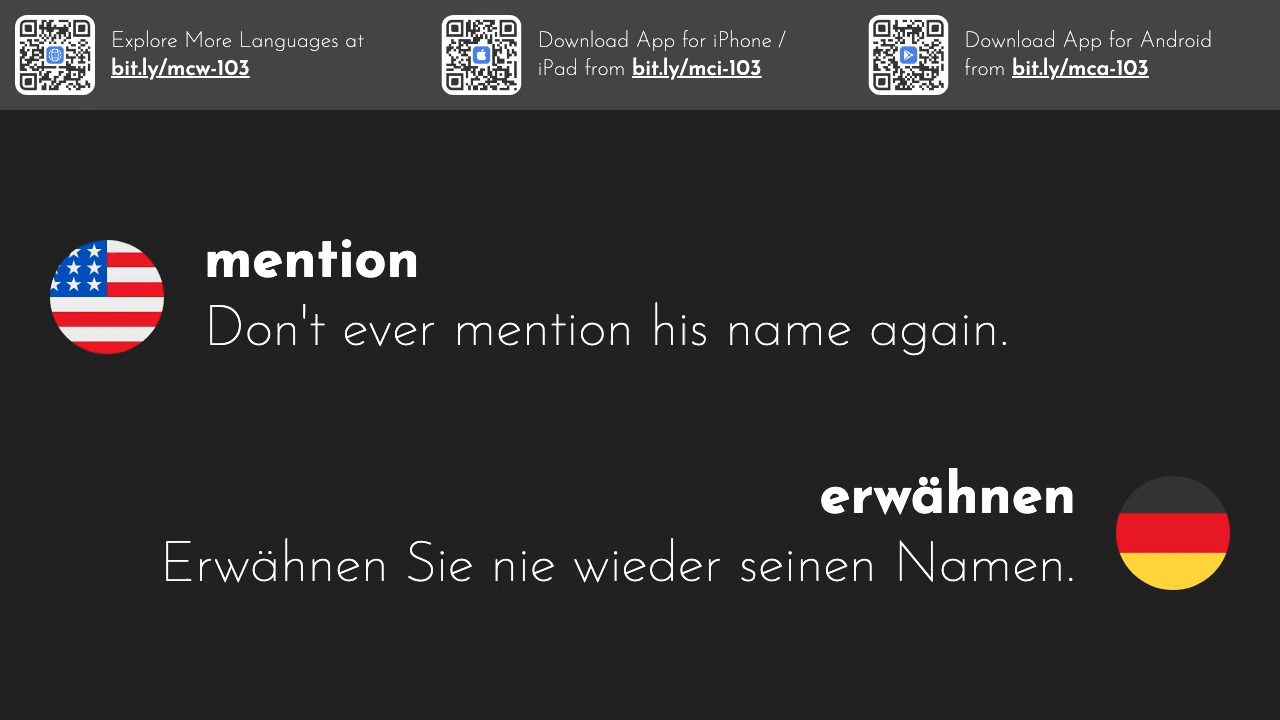 Explore More Languages at
bit.ly/mcw-103
Download App for iPhone /
iPad from bit.ly/mci-103
Download App for Android
from bit.ly/mca-103
mention
Don't ever mention his name again.
erwähnen
Erwähnen Sie nie wieder seinen Namen.